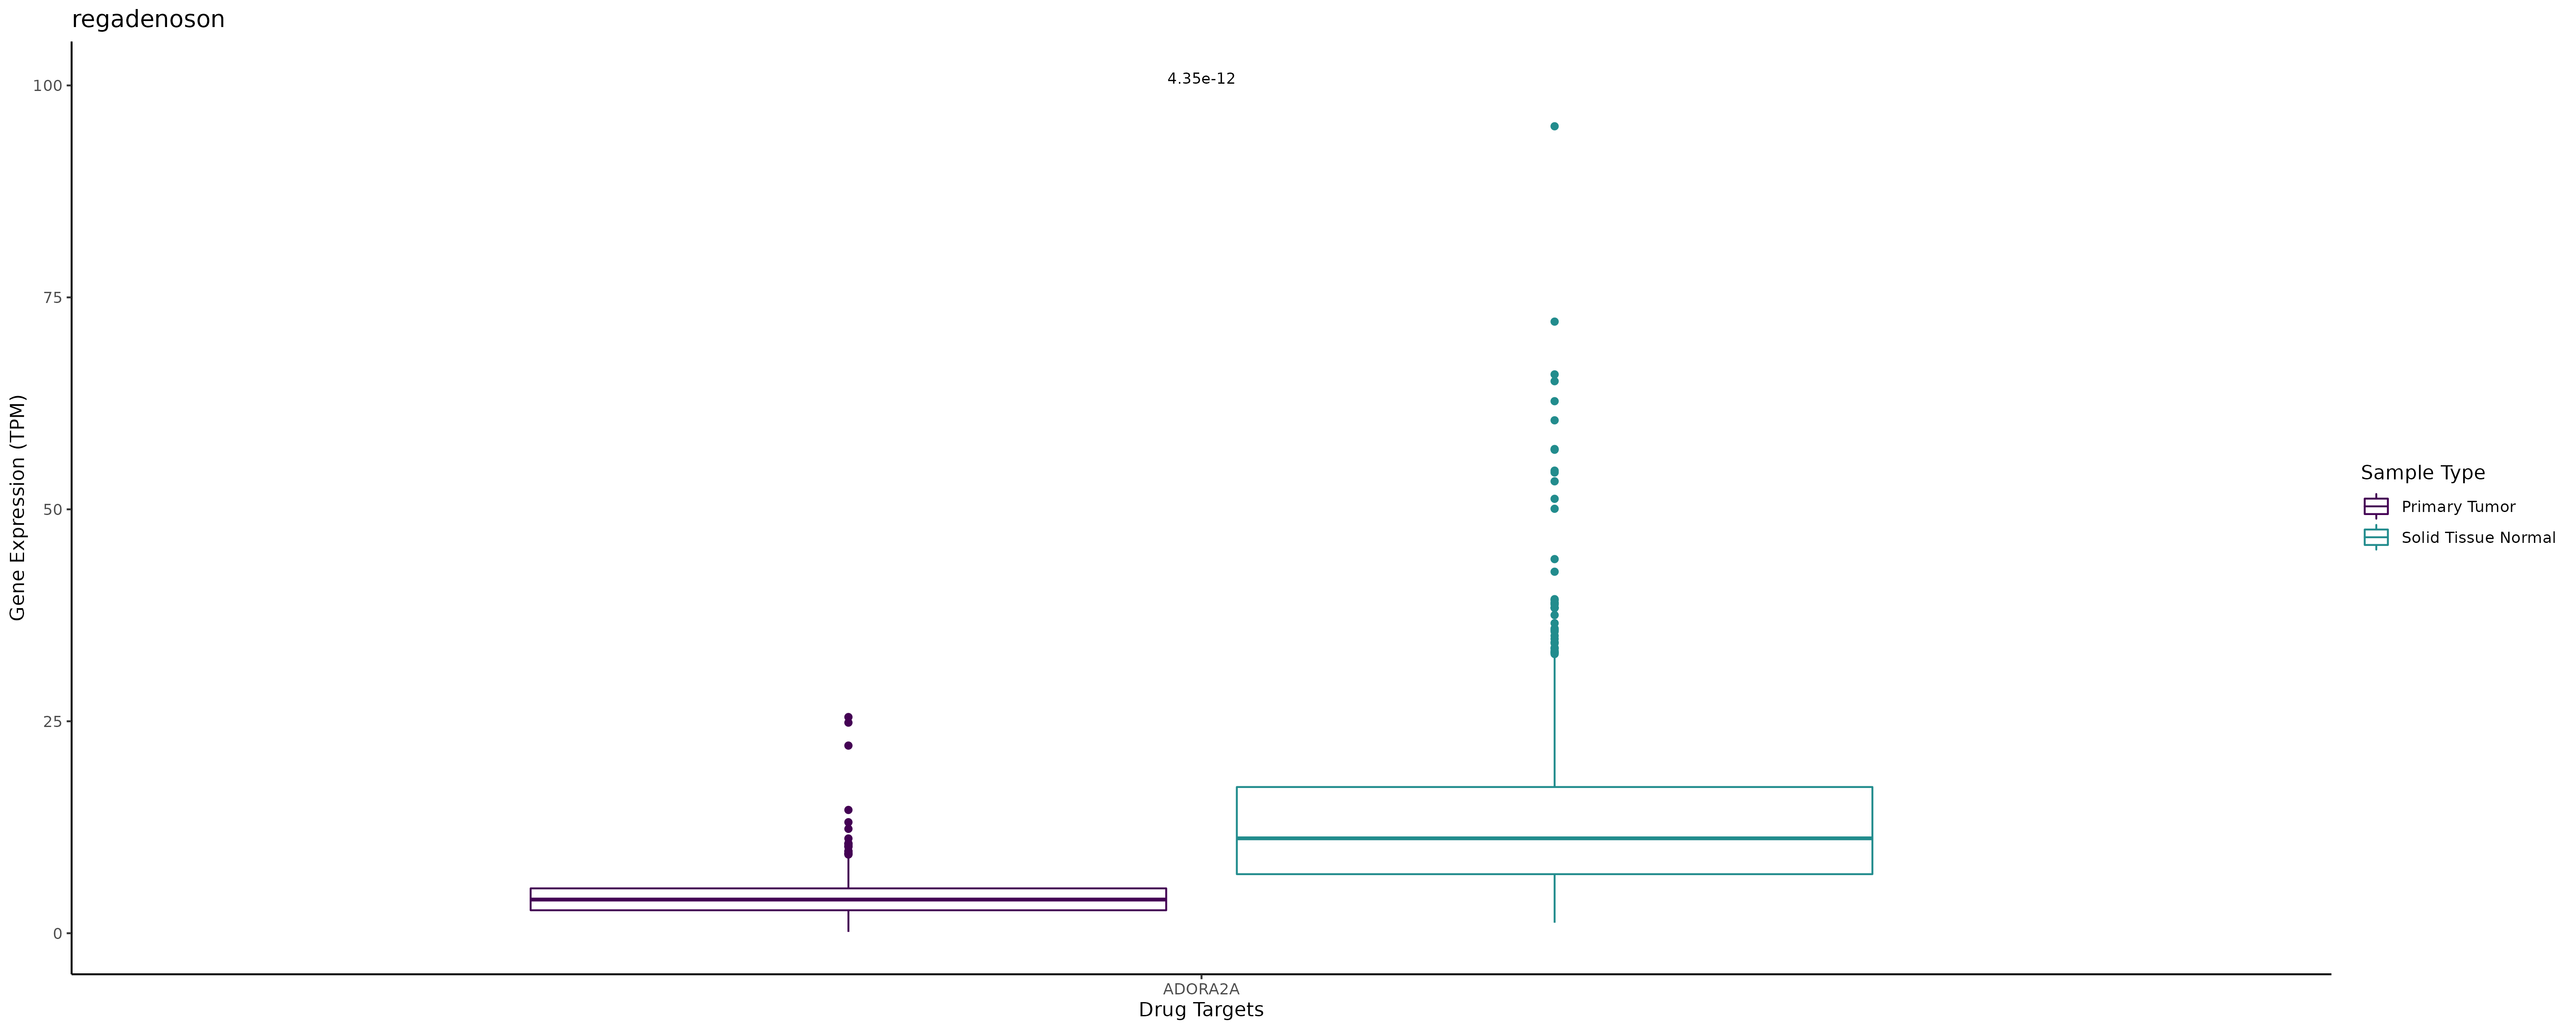 regadenoson
4.35e-12
100
75
50
25
0
Gene Expression (TPM)
ADORA2A
Drug Targets
Sample Type
Primary Tumor
Solid Tissue Normal